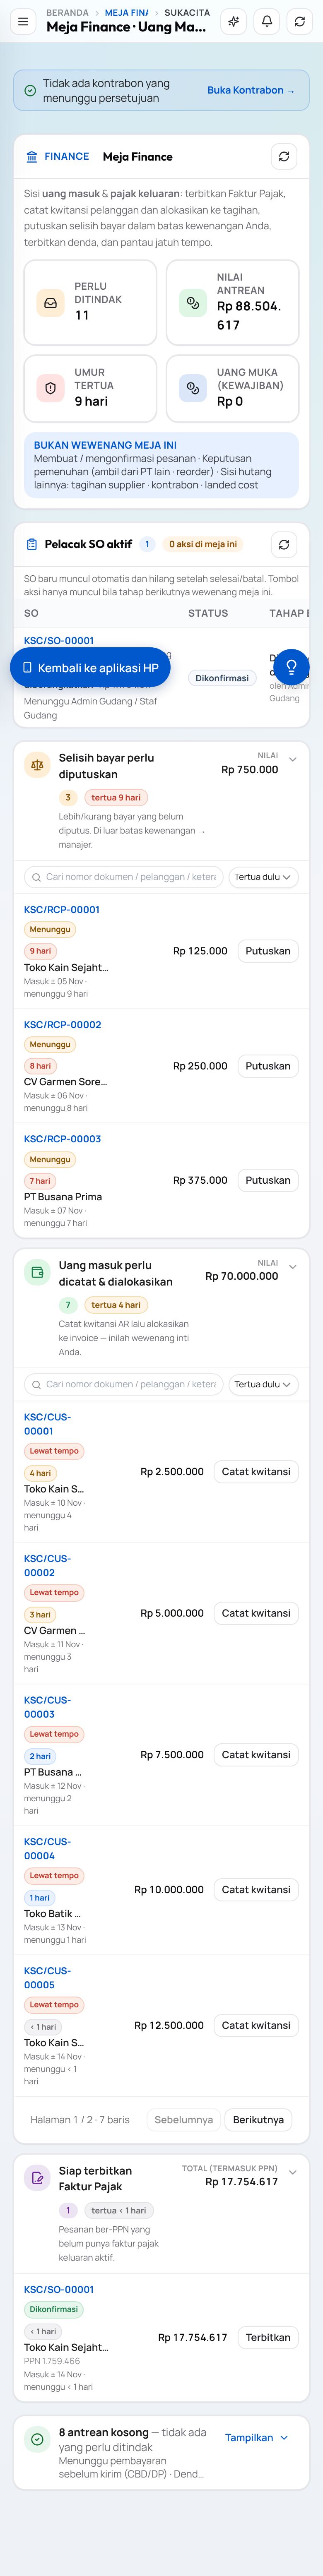 BERANDA > MEJA FINA > SUKACITA
Meja Finance · Uang Ma...
Tidak ada kontrabon yang
menunggu persetujuan
Buka Kontrabon →
FINANCE Meja Finance
Sisi uang masuk & pajak keluaran: terbitkan Faktur Pajak,
catat kwitansi pelanggan dan alokasikan ke tagihan,
putuskan selisih bayar dalam batas kewenangan Anda,
terbitkan denda, dan pantau jatuh tempo.
PERLU
DITINDAK
11
NILAI
ANTREAN
Rp 88.504.
617
UMUR
TERTUA
9 hari
UANG MUKA
(KEWAJIBAN)
Rp 0
BUKAN WEWENANG MEJA INI
Membuat / mengonfirmasi pesanan · Keputusan
pemenuhan (ambil dari PT lain · reorder) · Sisi hutang
lainnya: tagihan supplier · kontrabon · landed cost
Pelacak SO aktif 1 0 aksi di meja ini
SO baru muncul otomatis dan hilang setelah selesai/batal. Tombol
aksi hanya muncul di tahap berikutnya wewenang meja ini.
SO STATUS TAHAP
KSC/SO-00001
Kembali ke aplikasi HP
Dikonfirmasi
oleh Admin
Gudang
Menunggu Admin Gudang / Staf
Gudang
Selisih bayar perlu
diputuskan
NILAI
Rp 750.000
3 tertua 9 hari
Lebih/kurang bayar yang belum
diputus. Di luar batas kewenangan →
manajer.
Cari nomor dokumen / pelanggan / ketera
Tertua dulu
KSC/RCP-00001
Menunggu
9 hari
Toko Kain Sejaht...
Masuk ± 05 Nov ·
menunggu 9 hari
Rp 125.000 Putuskan
KSC/RCP-00002
Menunggu
8 hari
CV Garmen Sore...
Masuk ± 06 Nov ·
menunggu 8 hari
Rp 250.000 Putuskan
KSC/RCP-00003
Menunggu
7 hari
PT Busana Prima
Masuk ± 07 Nov ·
menunggu 7 hari
Rp 375.000 Putuskan
Uang masuk perlu
dicatat & dialokasikan
NILAI
Rp 70.000.000
7 tertua 4 hari
Catat kwitansi AR lalu alokasikan
ke invoice — inilah wewenang inti
Anda.
Cari nomor dokumen / pelanggan / ketera
Tertua dulu
KSC/CUS-
00001
Lewat tempo
4 hari
Toko Kain S...
Masuk ± 10 Nov ·
menunggu 4
hari
Rp 2.500.000 Catat kwitansi
KSC/CUS-
00002
Lewat tempo
3 hari
CV Garmen ...
Masuk ± 11 Nov ·
menunggu 3
hari
Rp 5.000.000 Catat kwitansi
KSC/CUS-
00003
Lewat tempo
2 hari
PT Busana ...
Masuk ± 12 Nov ·
menunggu 2
hari
Rp 7.500.000 Catat kwitansi
KSC/CUS-
00004
Lewat tempo
1 hari
Toko Batik ...
Masuk ± 13 Nov ·
menunggu 1 hari
Rp 10.000.000 Catat kwitansi
KSC/CUS-
00005
Lewat tempo
< 1 hari
Toko Kain S...
Masuk ± 14 Nov ·
menunggu < 1
hari
Rp 12.500.000 Catat kwitansi
Halaman 1 / 2 · 7 baris Sebelumnya Berikutnya
Siap terbitkan
Faktur Pajak
TOTAL (TERMASUK PPN)
Rp 17.754.617
1 tertua < 1 hari
Pesanan ber-PPN yang
belum punya faktur pajak
keluaran aktif.
KSC/SO-00001
Dikonfirmasi
< 1 hari
Toko Kain Sejaht...
PPN 1.759.466
Masuk ± 14 Nov ·
menunggu < 1 hari
Rp 17.754.617 Terbitkan
8 antrean kosong — tidak ada
yang perlu ditindak
Menunggu pembayaran
sebelum kirim (CBD/DP) · Dend...
Tampilkan